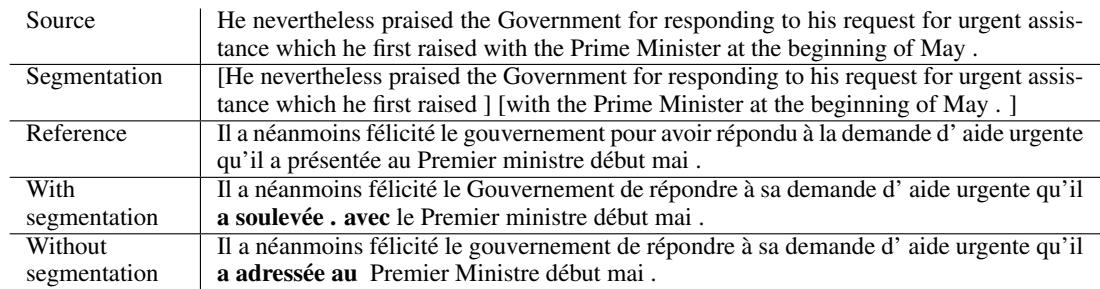 Source He nevertheless praised the Government for responding to his request for urgent assis-
tance which he first raised with the Prime Minister at the beginning of May .
Segmentation [He nevertheless praised the Government for responding to his request for urgent assis-
tance which he first raised ] [with the Prime Minister at the beginning of May . ]
Reference Il a néanmoins félicité le gouvernement pour avoir répondu à la demande d' aide urgente
qu'il a présentée au Premier ministre début mai .
With Il a néanmoins félicité le Gouvernement de répondre à sa demande d' aide urgente qu'il
segmentation a soulevée . avec le Premier ministre début mai .
Without Il a néanmoins félicité le gouvernement de répondre à sa demande d' aide urgente qu'il
segmentation a adressée au Premier Ministre début mai .